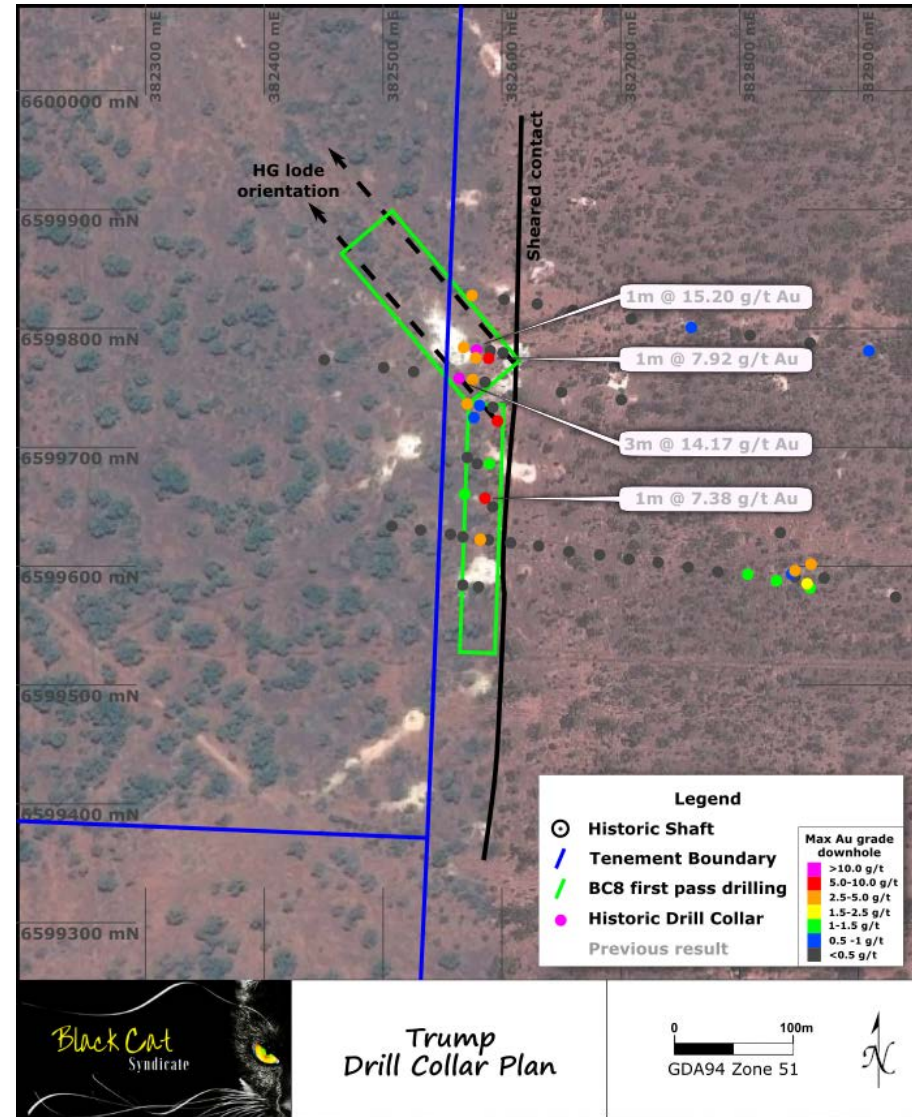 382300 mE
382400 mE
382500 mE
382600 mE
382700 mE
382800 mE
382900 mE
6600000 mN
6599900 mN
6599800 mN
6599700 mN
6599600 mN
6599500 mN
6599400 mN
6599300 mN
HG lode
orientation
Sheared contact
1m @ 15.20 g/t Au
1m @ 7.92 g/t Au
3m @ 14.17 g/t Au
1m @ 7.38 g/t Au
Legend
Historic Shaft
Tenement Boundary
BC8 first pass drilling
Historic Drill Collar
Previous result
Max Au grade
downhole
>10.0 g/t
5.0-10.0 g/t
2.5-5.0 g/t
1.5-2.5 g/t
1-1.5 g/t
0.5 -1 g/t
<0.5 g/t
Black Cat
Syndicate
Trump
Drill Collar Plan
0 100m
GDA94 Zone 51
N